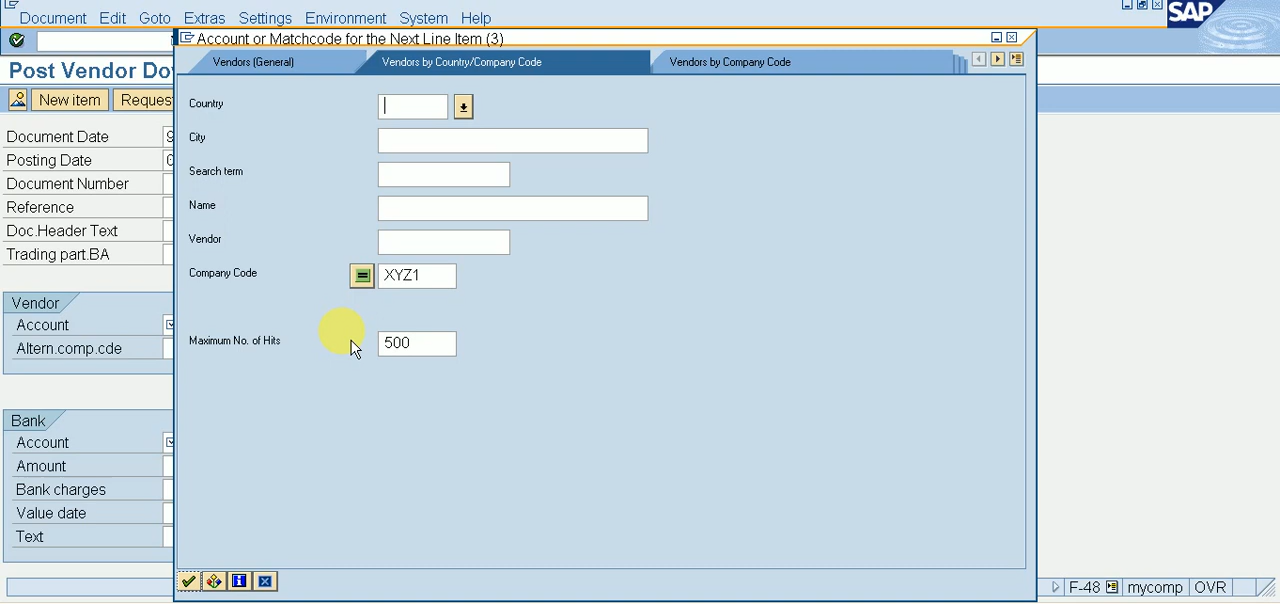 Document Edit Goto Extras Settings Environment System Help
SAP
Account or Matchcode for the Next Line Item (3)
Post Vendor Do
Vendors (General) Vendors by Country/Company Code Vendors by Company Code
New item Reques
Country
City
Search term
Name
Vendor
Company Code XYZ1
Maximum No. of Hits 500
Document Date 9
Posting Date 0
Document Number
Reference
Doc.Header Text
Trading part.BA
Vendor
Account
Altern.comp.cde
Bank
Account
Amount
Bank charges
Value date
Text
F-48 mycomp OVR